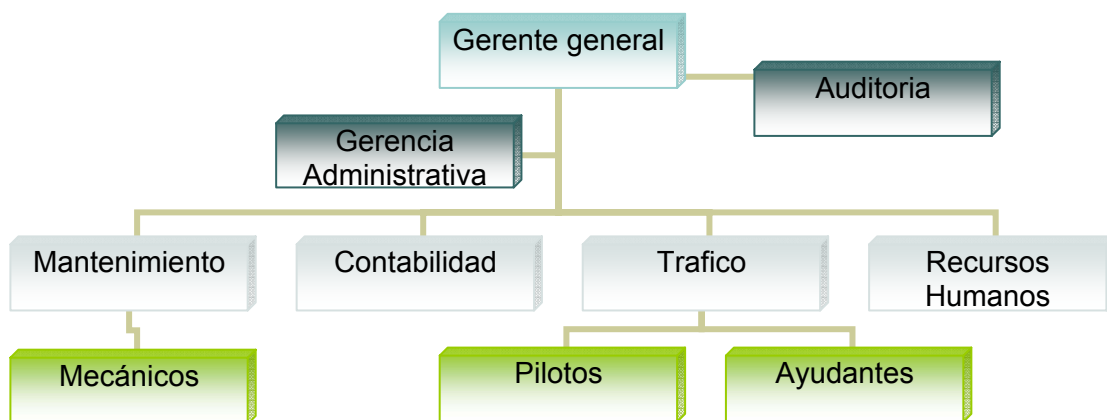 Gerente general
Auditoria
Gerencia
Administrativa
Mantenimiento
Contabilidad
Trafico
Recursos
Humanos
Mecánicos
Pilotos
Ayudantes